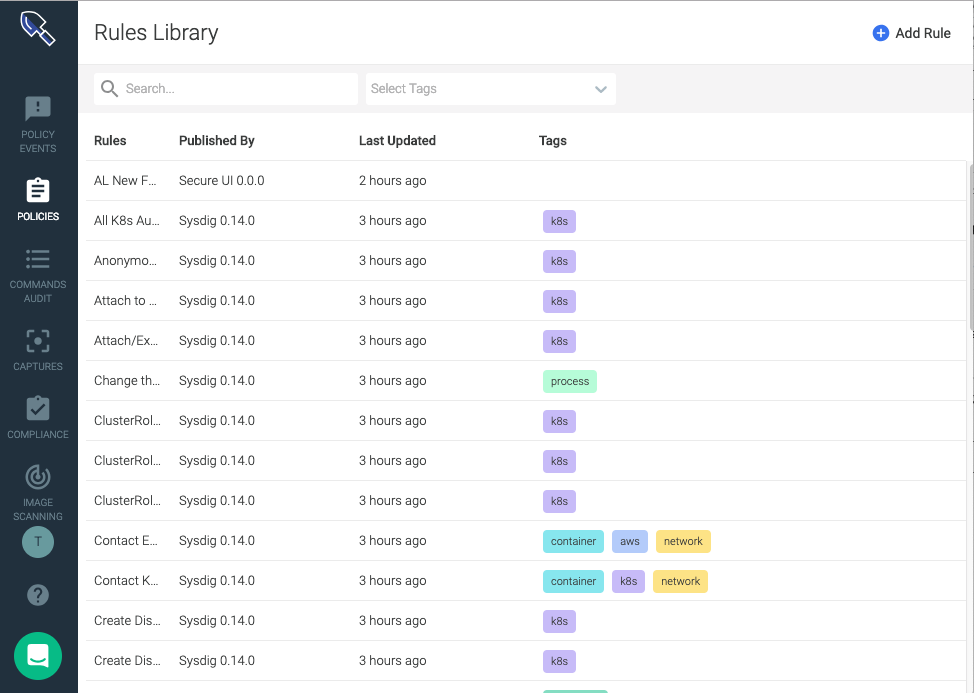 Rules Library
Add Rule
Search...
Select Tags
POLICY
EVENTS
POLICIES
COMMANDS
AUDIT
CAPTURES
COMPLIANCE
IMAGE
SCANNING
T
Rules Published By Last Updated Tags
AL New F... Secure UI 0.0.0 2 hours ago
All K8s Au... Sysdig 0.14.0 3 hours ago k8s
Anonymo... Sysdig 0.14.0 3 hours ago k8s
Attach to ... Sysdig 0.14.0 3 hours ago k8s
Attach/Ex... Sysdig 0.14.0 3 hours ago k8s
Change th... Sysdig 0.14.0 3 hours ago process
ClusterRol... Sysdig 0.14.0 3 hours ago k8s
ClusterRol... Sysdig 0.14.0 3 hours ago k8s
ClusterRol... Sysdig 0.14.0 3 hours ago k8s
Contact E... Sysdig 0.14.0 3 hours ago container aws network
Contact K... Sysdig 0.14.0 3 hours ago container k8s network
Create Dis... Sysdig 0.14.0 3 hours ago k8s
Create Dis... Sysdig 0.14.0 3 hours ago k8s